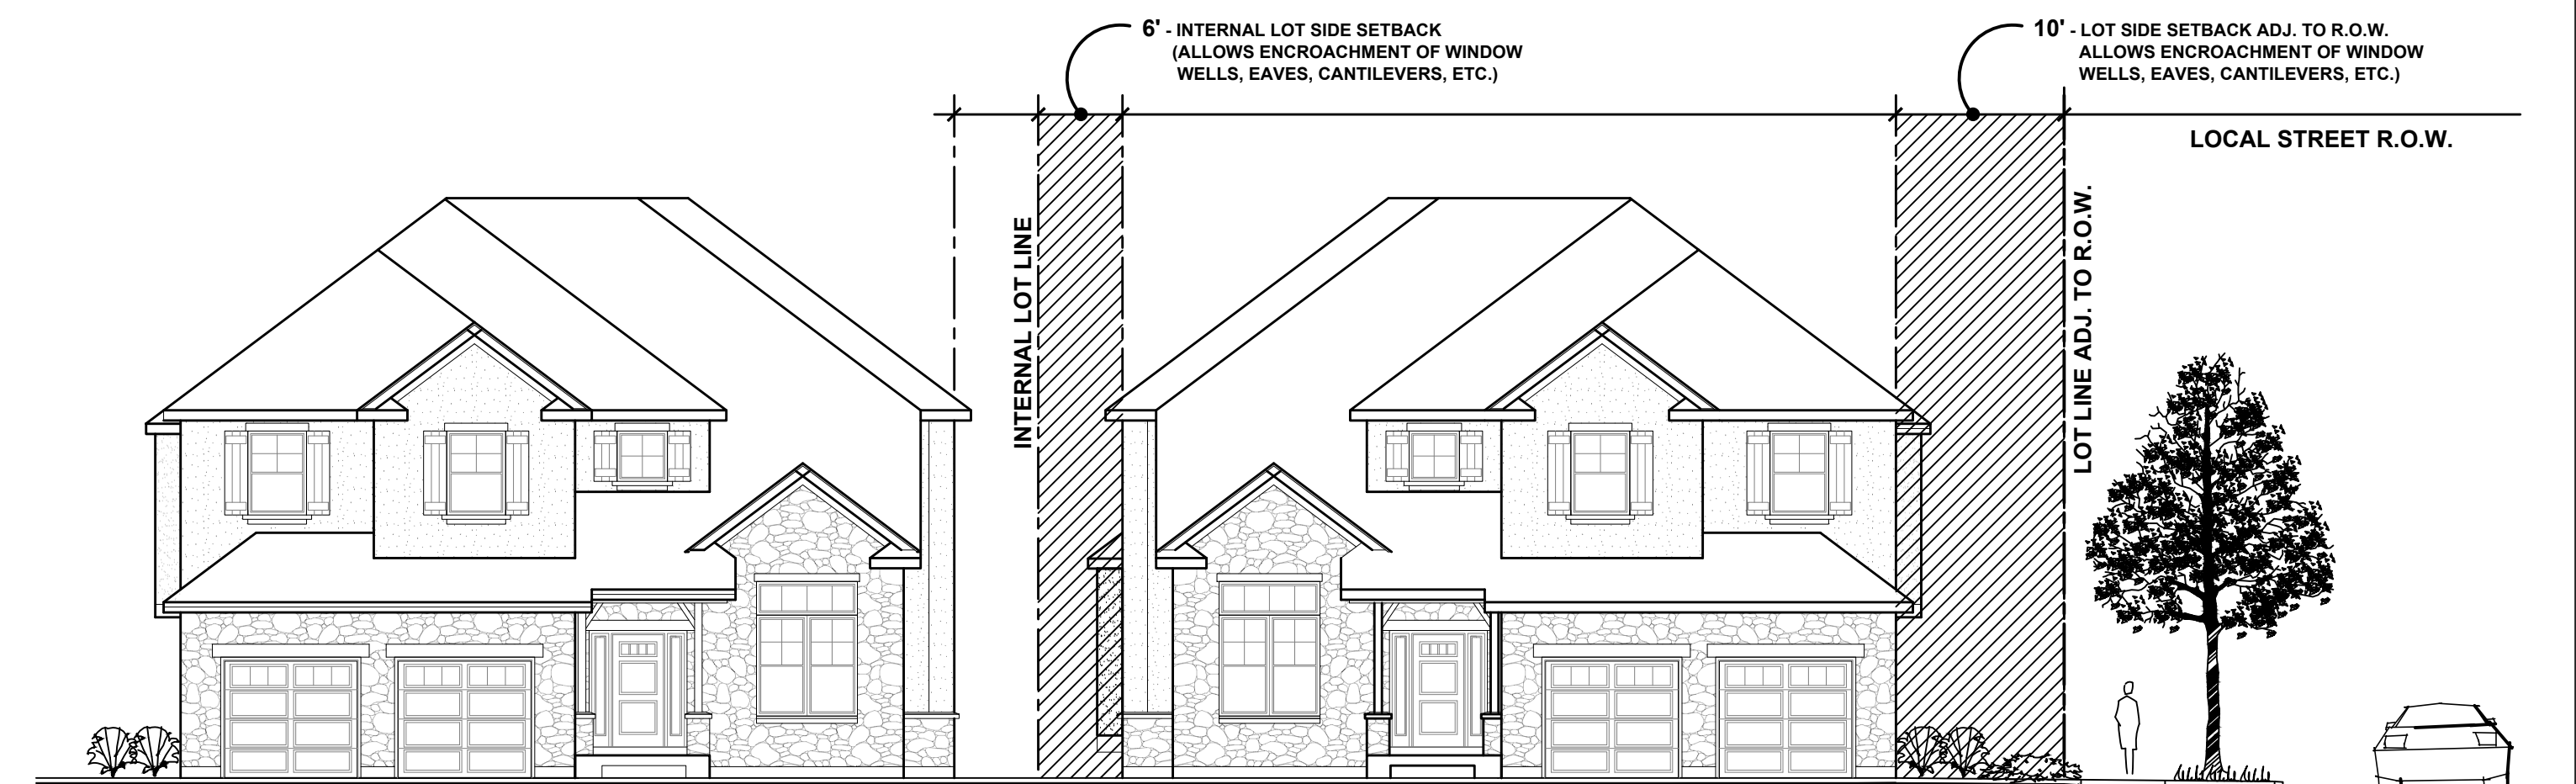 6' - INTERNAL LOT SIDE SETBACK
(ALLOWS ENCROACHMENT OF WINDOW
WELLS, EAVES, CANTILEVERS, ETC.)
10' - LOT SIDE SETBACK ADJ. TO R.O.W.
ALLOWS ENCROACHMENT OF WINDOW
WELLS, EAVES, CANTILEVERS, ETC.)
LOCAL STREET R.O.W.
INTERNAL LOT LINE
LOT LINE ADJ. TO R.O.W.